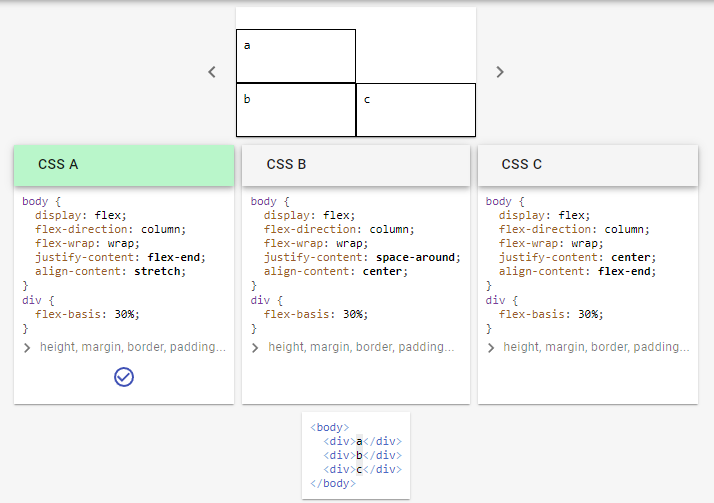 a
b
c
CSS A
body {
display: flex;
flex-direction: column;
flex-wrap: wrap;
justify-content: flex-end;
align-content: stretch;
}
div {
flex-basis: 30%;
}
height, margin, border, padding...
CSS B
body {
display: flex;
flex-direction: column;
flex-wrap: wrap;
justify-content: space-around;
align-content: center;
}
div {
flex-basis: 30%;
}
height, margin, border, padding...
CSS C
body {
display: flex;
flex-direction: column;
flex-wrap: wrap;
justify-content: center;
align-content: flex-end;
}
div {
flex-basis: 30%;
}
height, margin, border, padding...
<body>
<div>a</div>
<div>b</div>
<div>c</div>
</body>